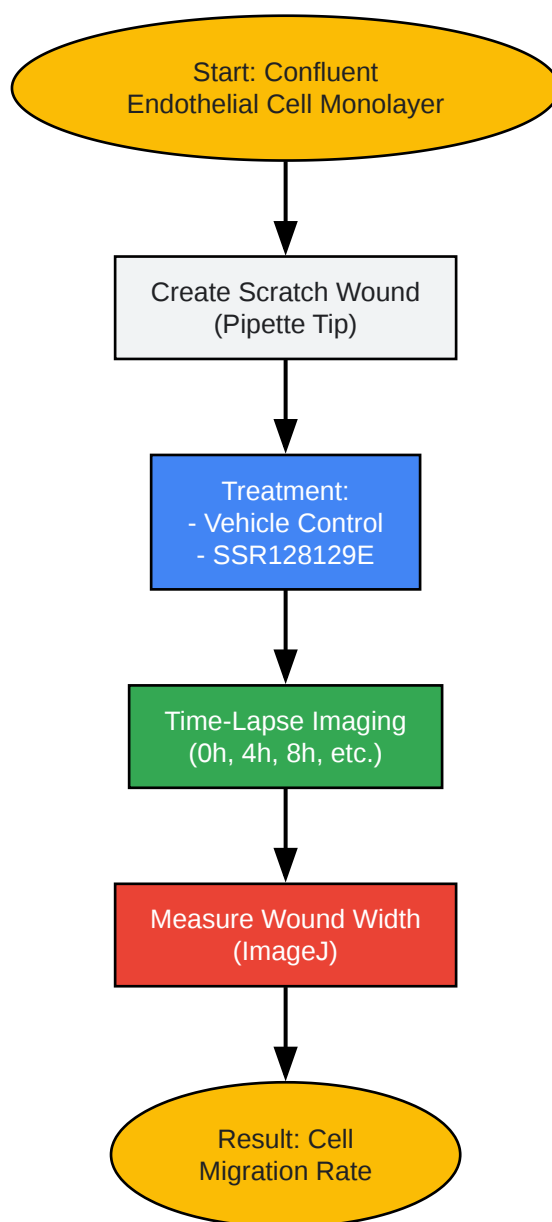 Start: Confluent
Endothelial Cell Monolayer
Create Scratch Wound
(Pipette Tip)
Treatment:
- Vehicle Control
- SSR128129E
Time-Lapse Imaging
(0h, 4h, 8h, etc.)
Measure Wound Width
(ImageJ)
Result: Cell
Migration Rate